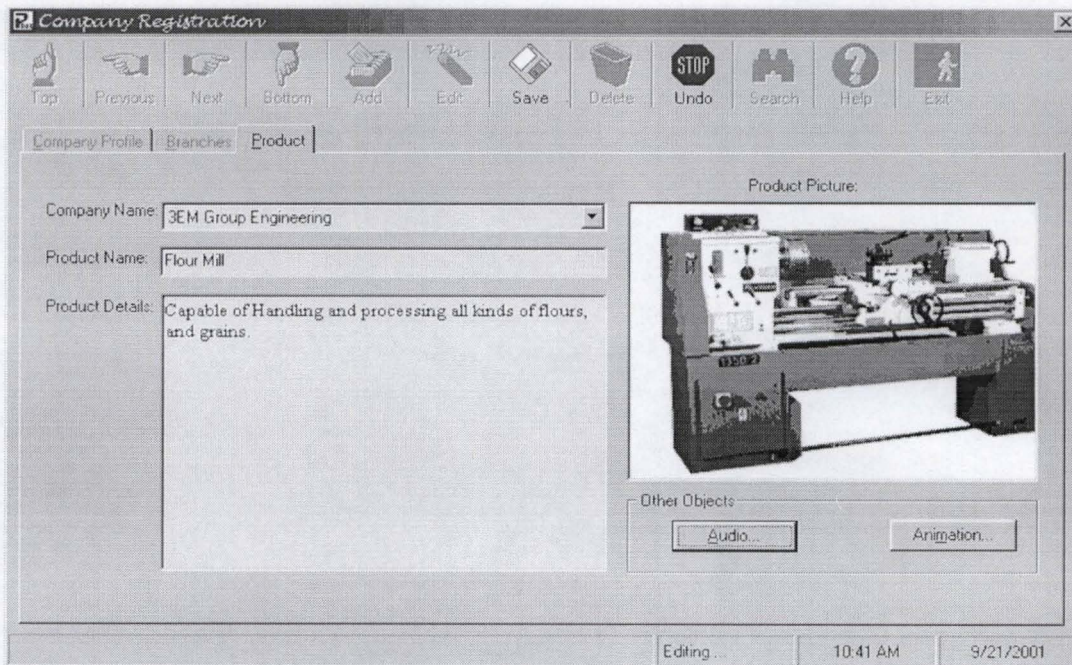 Company Registration
Top Previous Next Bottom Add Edit Save Delete STOP Undo Search Help Exit
Company Profile Branches Product
Product Picture:
Company Name: 3EM Group Engineering
Product Name: Flour Mill
Product Details: Capable of Handling and processing all kinds of flours,
and grains.
1330-2
Other Objects
Audio... Animation...
Editing... 10:41 AM 9/21/2001